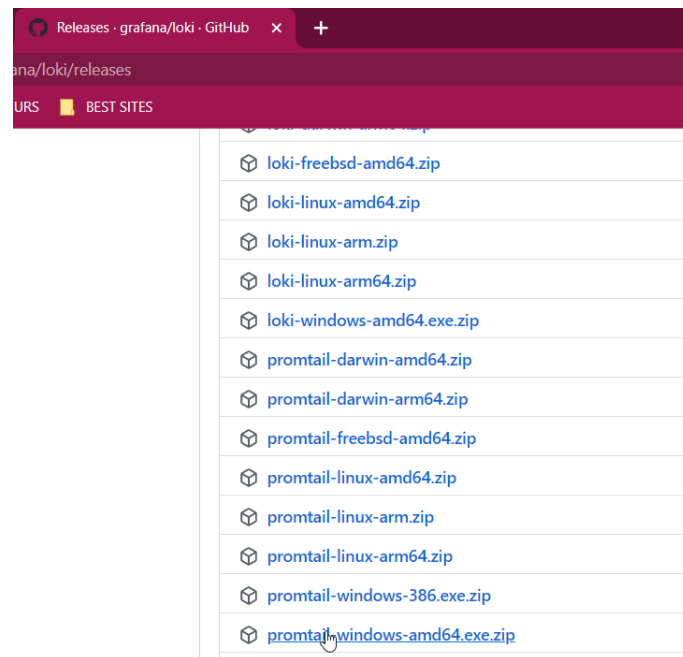 Releases · grafana/loki · GitHub
ana/loki/releases
URS BEST SITES
loki-freebsd-amd64.zip
loki-linux-amd64.zip
loki-linux-arm.zip
loki-linux-arm64.zip
loki-windows-amd64.exe.zip
promtail-darwin-amd64.zip
promtail-darwin-arm64.zip
promtail-freebsd-amd64.zip
promtail-linux-amd64.zip
promtail-linux-arm.zip
promtail-linux-arm64.zip
promtail-windows-386.exe.zip
promtail-windows-amd64.exe.zip